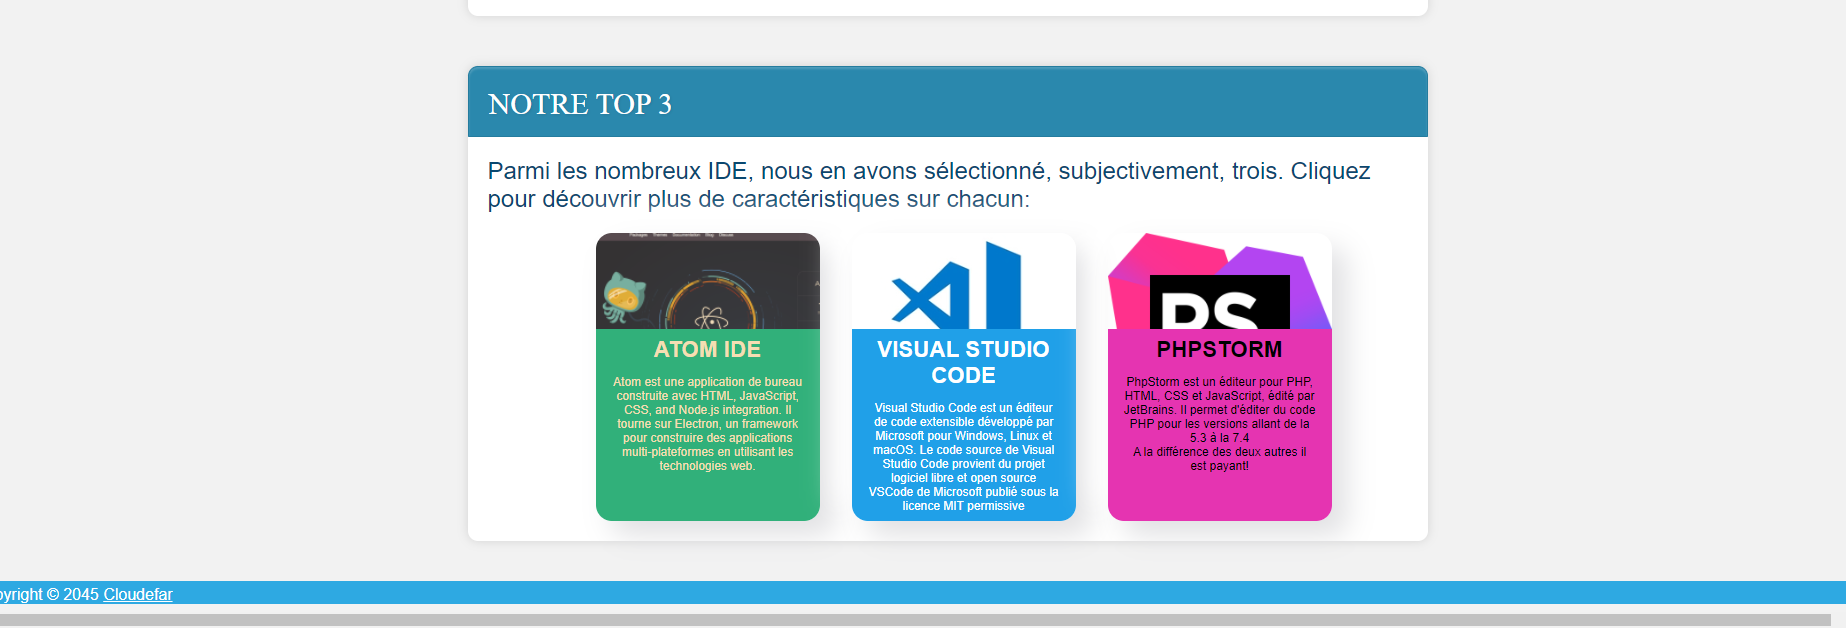 NOTRE TOP 3
Parmi les nombreux IDE, nous en avons sélectionné, subjectivement, trois. Cliquez
pour découvrir plus de caractéristiques sur chacun:
Packages Themes Documentation Blog Discuss
PS
ATOM IDE
Atom est une application de bureau
construite avec HTML, JavaScript,
CSS, and Node.js integration. Il
tourne sur Electron, un framework
pour construire des applications
multi-plateformes en utilisant les
technologies web.
VISUAL STUDIO
CODE
Visual Studio Code est un éditeur
de code extensible développé par
Microsoft pour Windows, Linux et
macOS. Le code source de Visual
Studio Code provient du projet
logiciel libre et open source
VSCode de Microsoft publié sous la
licence MIT permissive
PHPSTORM
PhpStorm est un éditeur pour PHP,
HTML, CSS et JavaScript, édité par
JetBrains. Il permet d'éditer du code
PHP pour les versions allant de la
5.3 à la 7.4
A la différence des deux autres il
est payant!
pyright © 2045 Cloudefar